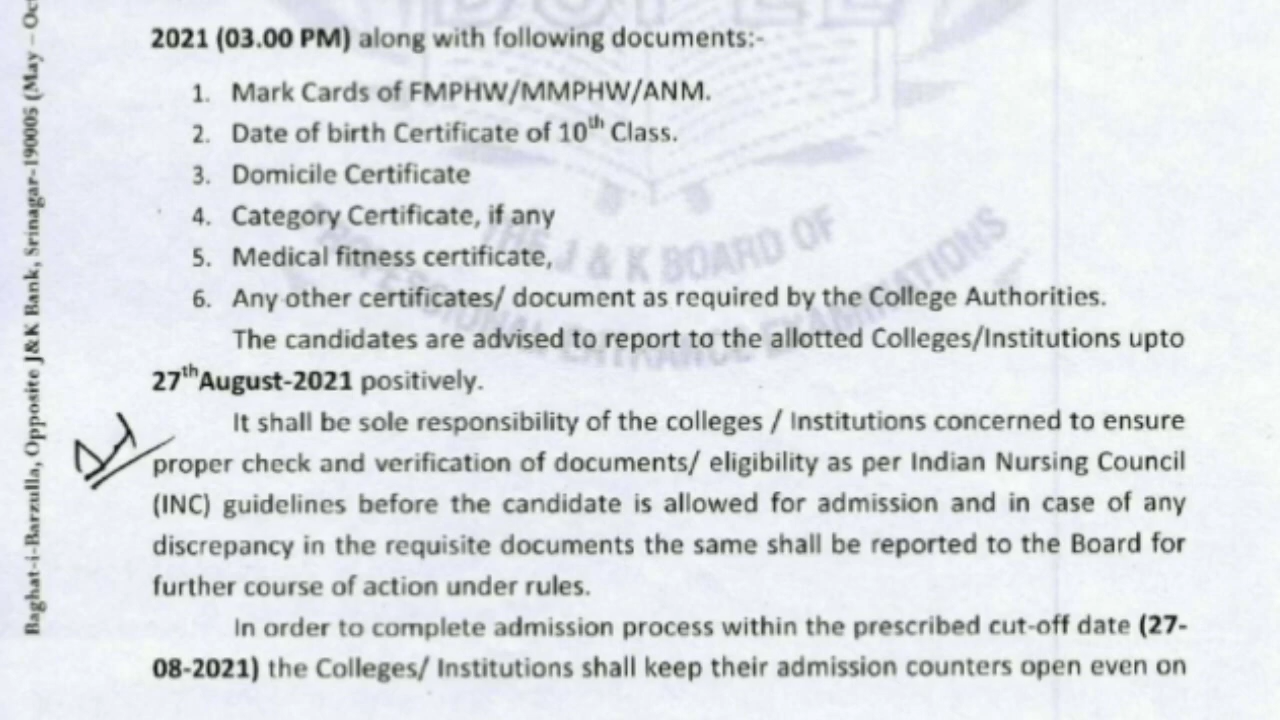 2021 (03.00 PM) along with following documents:-
1. Mark Cards of FMPHW/MMPHW/ANM.
2. Date of birth Certificate of 10th Class.
3. Domicile Certificate
4. Category Certificate, if any
5. Medical fitness certificate,
6. Any other certificates/ document as required by the College Authorities.
The candidates are advised to report to the allotted Colleges/Institutions upto
27thAugust-2021 positively.
It shall be sole responsibility of the colleges / Institutions concerned to ensure
proper check and verification of documents/ eligibility as per Indian Nursing Council
(INC) guidelines before the candidate is allowed for admission and in case of any
discrepancy in the requisite documents the same shall be reported to the Board for
further course of action under rules.
In order to complete admission process within the prescribed cut-off date (27-
08-2021) the Colleges/ Institutions shall keep their admission counters open even on
Baghat-i-Barzulla, Opposite J&K Bank, Srinagar-190005 (May – Oc
THE J & K BOARD OF
PROFESSIONAL ENTRANCE EXAMINATIONS